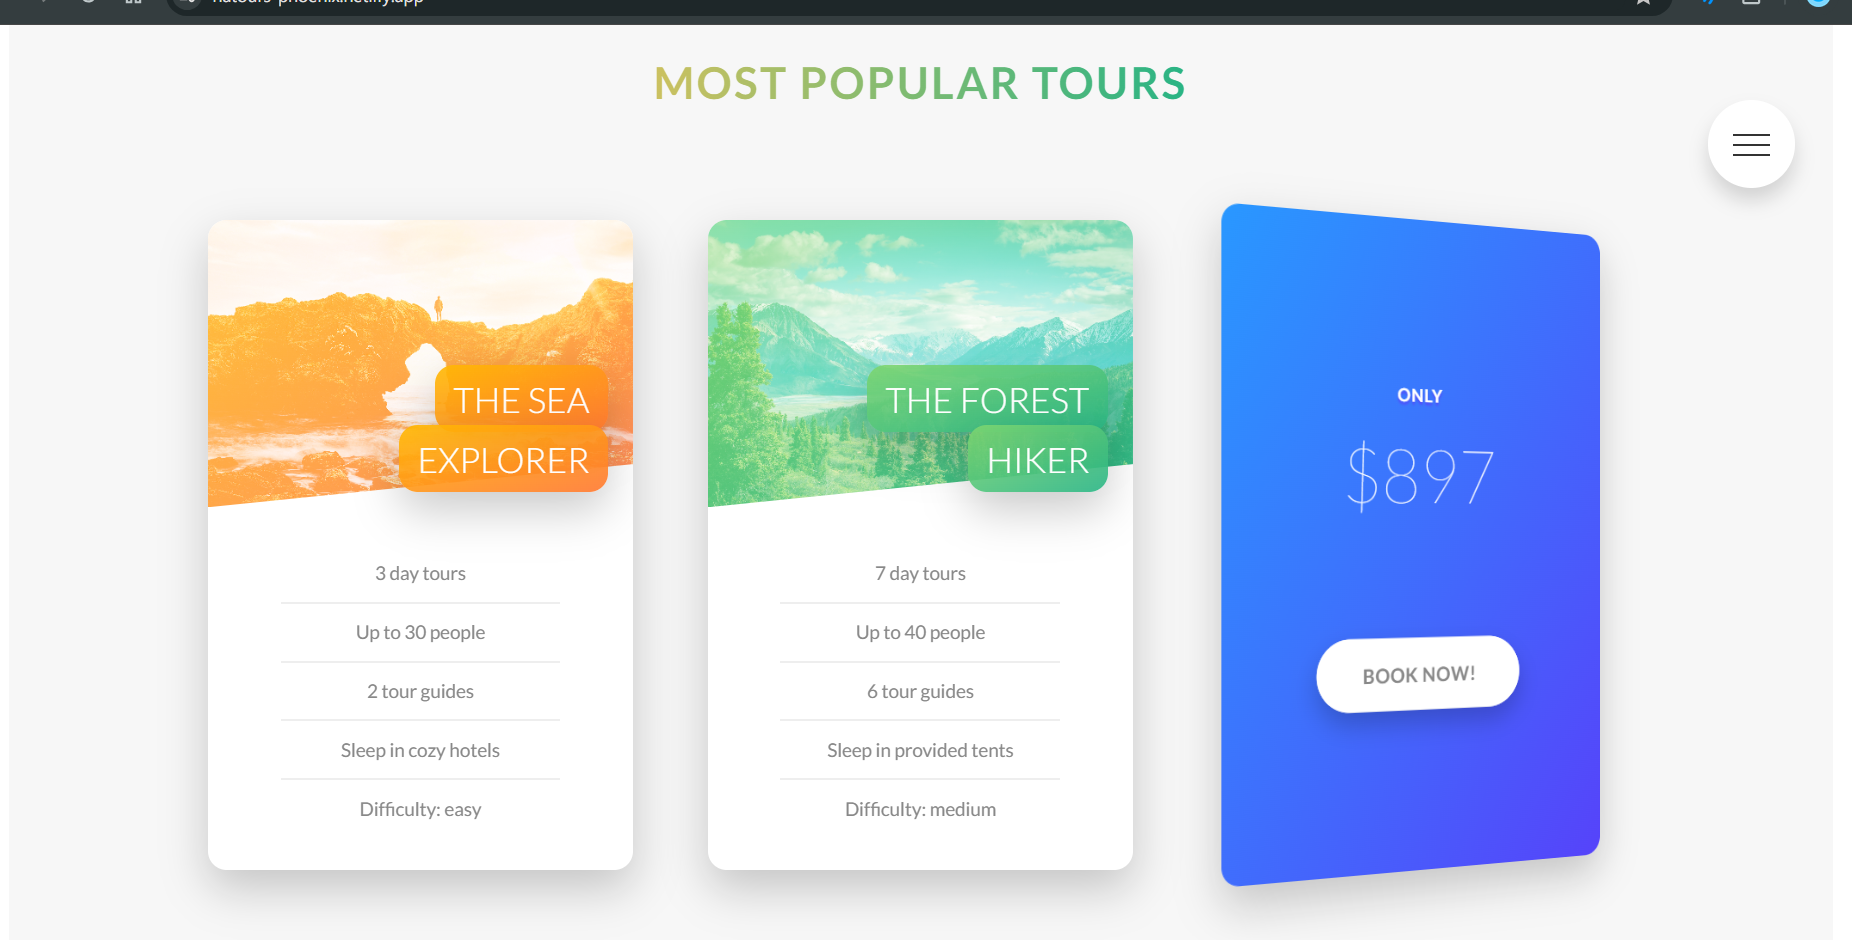 MOST POPULAR TOURS
THE SEA
EXPLORER
3 day tours
Up to 30 people
2 tour guides
Sleep in cozy hotels
Difficulty: easy
THE FOREST
HIKER
7 day tours
Up to 40 people
6 tour guides
Sleep in provided tents
Difficulty: medium
ONLY
$897
BOOK NOW!